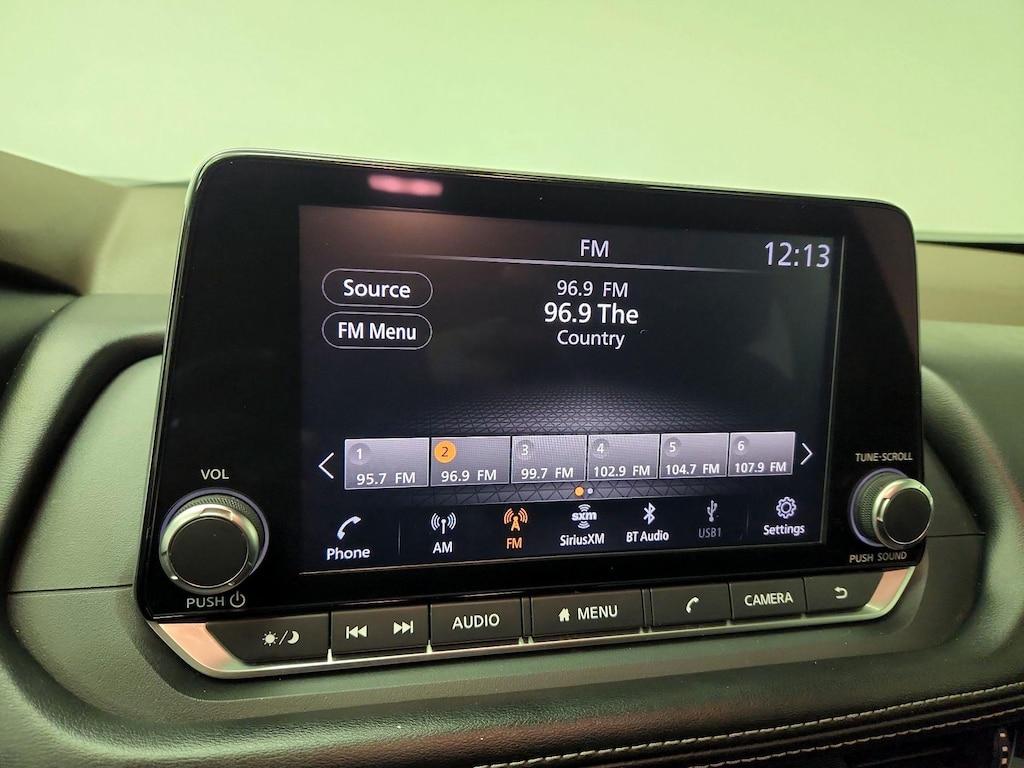 FM
12:13
Source
96.9 FM
FM Menu
96.9 The
Country
1 2 3 4 5 6
95.7 FM 96.9 FM 99.7 FM 102.9 FM 104.7 FM 107.9 FM
Phone AM FM sxm SiriusXM BT Audio USB1 Settings
VOL
PUSH
TUNE-SCROLL
PUSH SOUND
AUDIO MENU CAMERA